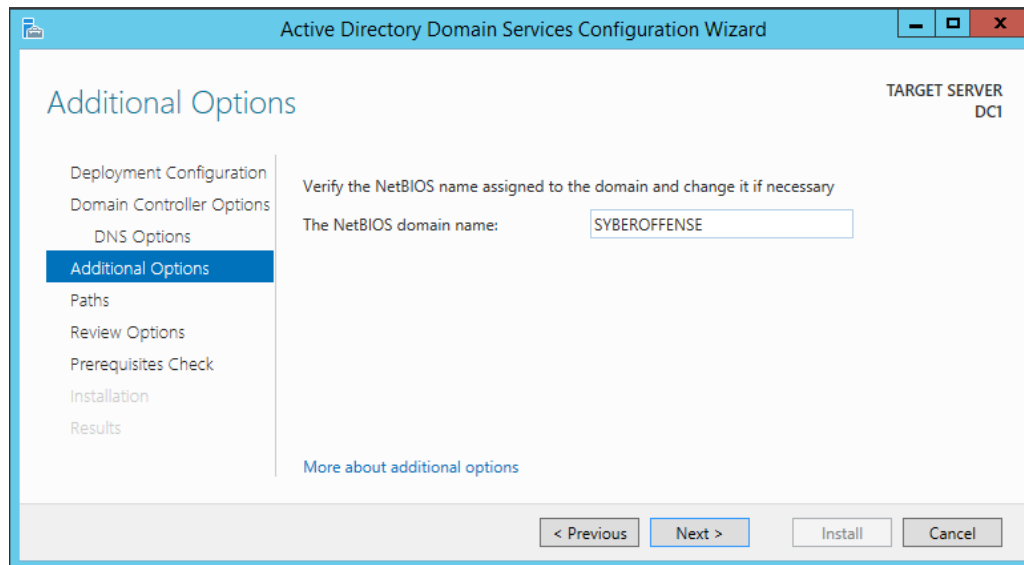 Active Directory Domain Services Configuration Wizard
Additional Options
TARGET SERVER
DC1
Deployment Configuration
Domain Controller Options
DNS Options
Additional Options
Paths
Review Options
Prerequisites Check
Installation
Results
Verify the NetBIOS name assigned to the domain and change it if necessary
The NetBIOS domain name: SYBEROFFENSE
More about additional options
< Previous Next > Install Cancel